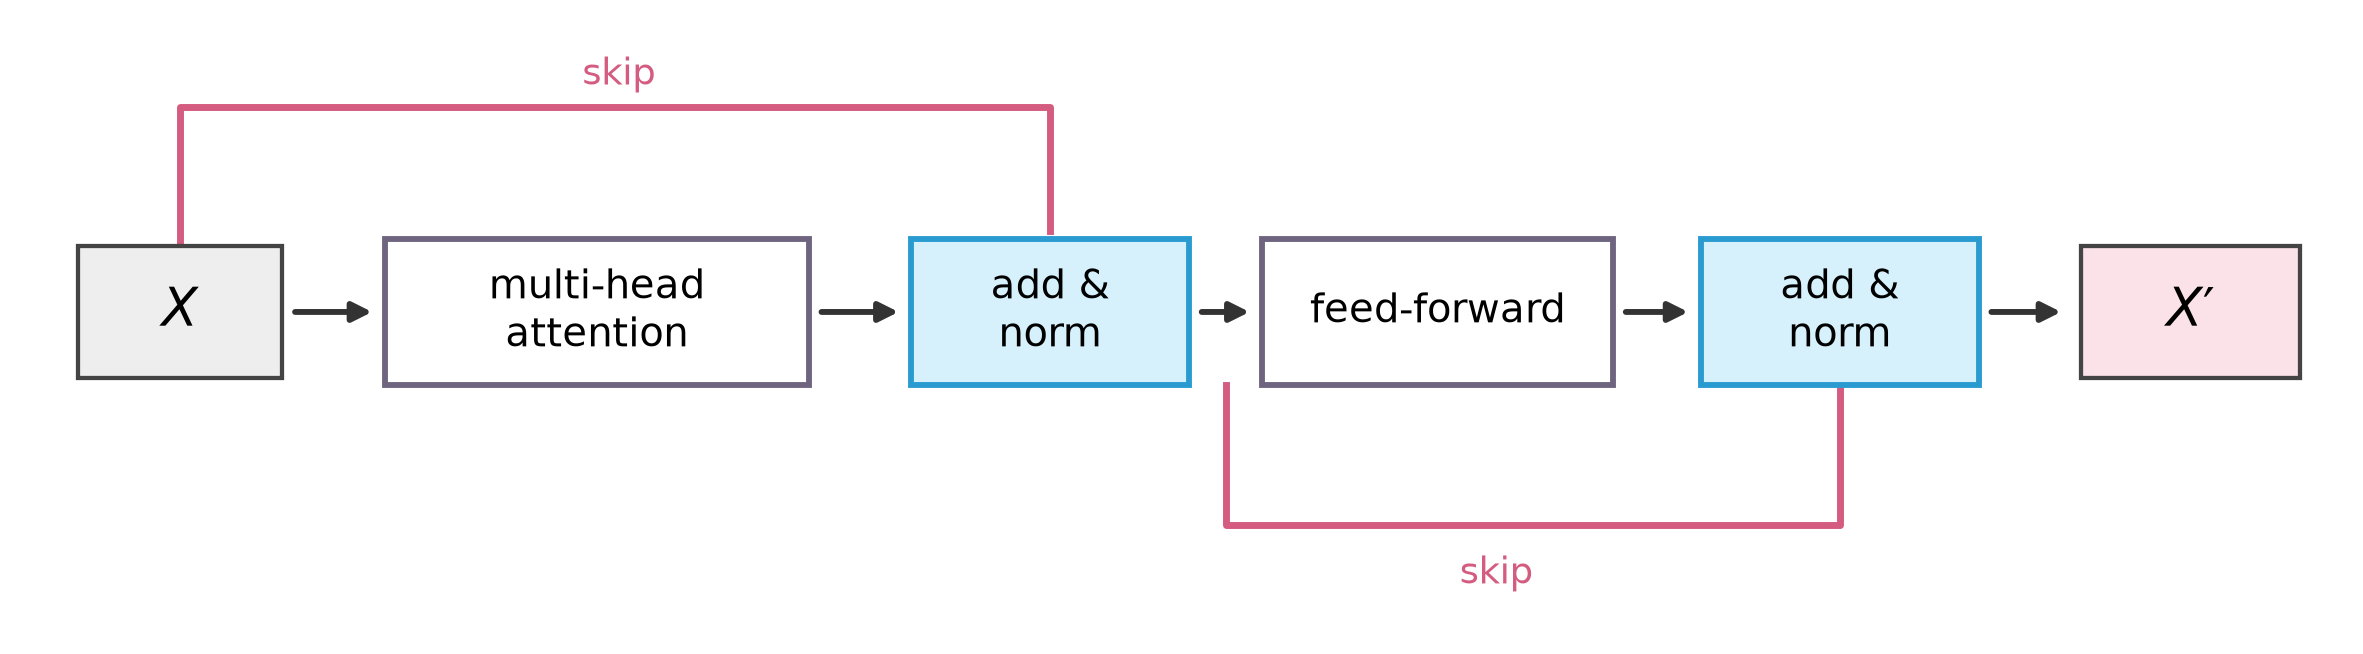 skip
X
multi-head
attention
add &
norm
feed-forward
add &
norm
X′
skip